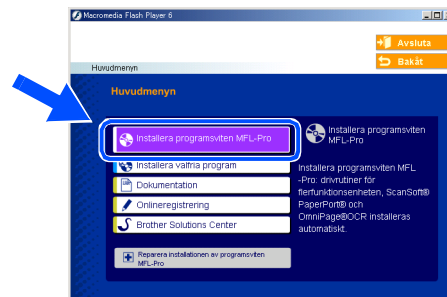 Macromedia Flash Player 6
Avsluta
Bakåt
Huvudmenyn
Huvudmenyn
Installera programsviten MFL-Pro
Installera valfria program
Dokumentation
Onlineregistrering
Brother Solutions Center
Reparera installationen av programsviten
MFL-Pro
Installera programsviten
MFL-Pro
Installera programsviten MFL
-Pro: drivrutiner för
flerfunktionsenheten, ScanSoft®
PaperPort® och
OmniPage®OCR installeras
automatiskt.